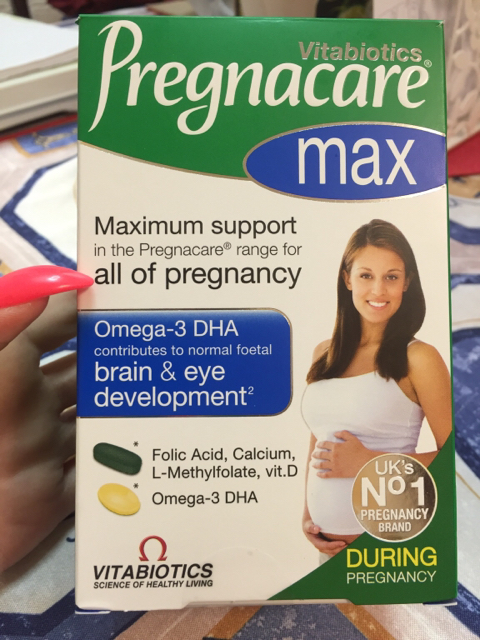 Vitabiotics
Pregnacare®
max
Maximum support
in the Pregnacare® range for
all of pregnancy
Omega-3 DHA
contributes to normal foetal
brain & eye
development²
*
Folic Acid, Calcium,
L-Methylfolate, vit.D
*
Omega-3 DHA
UK's
Nº1
PREGNANCY
BRAND
VITABIOTICS
SCIENCE OF HEALTHY LIVING
DURING
PREGNANCY